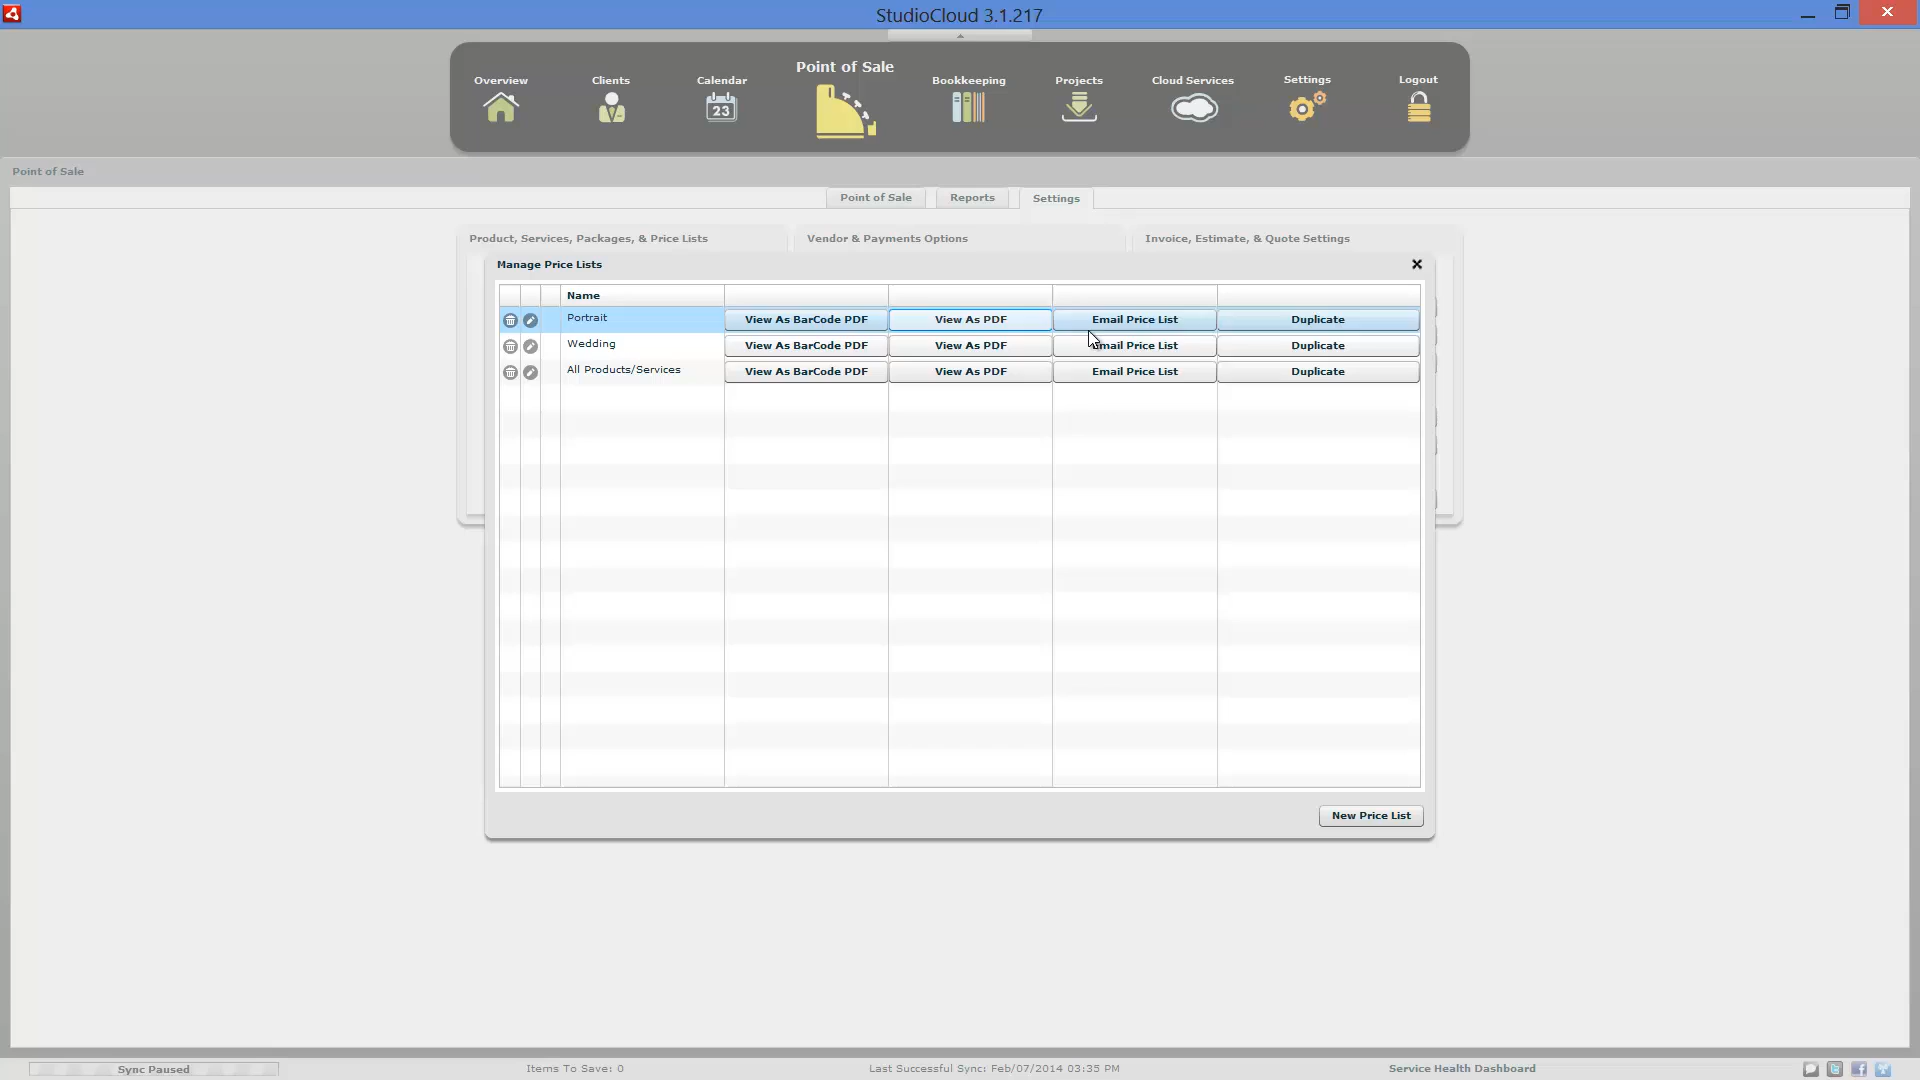 StudioCloud 3.1.217
Overview
Clients
Calendar
23
Point of Sale
Bookkeeping
Projects
Cloud Services
Settings
Logout
Point of Sale
Point of Sale
Reports
Settings
Product, Services, Packages, & Price Lists
Vendor & Payments Options
Invoice, Estimate, & Quote Settings
Manage Price Lists
Name
Portrait View As BarCode PDF View As PDF Email Price List Duplicate
Wedding View As BarCode PDF View As PDF Email Price List Duplicate
All Products/Services View As BarCode PDF View As PDF Email Price List Duplicate
New Price List
Sync Paused
Items To Save: 0
Last Successful Sync: Feb/07/2014 03:35 PM
Service Health Dashboard